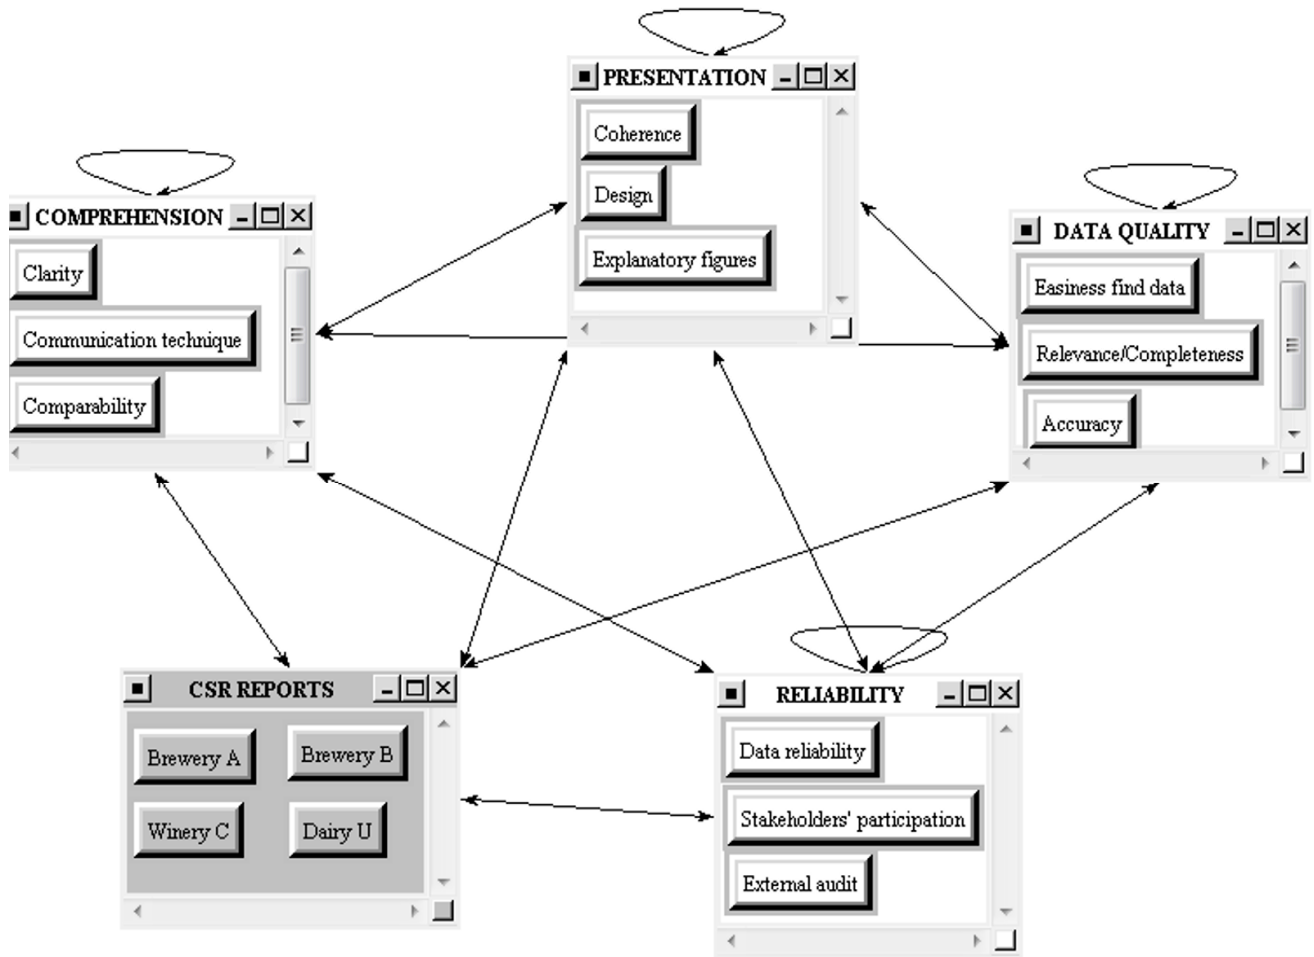 PRESENTATION
Coherence
Design
Explanatory figures
COMPREHENSION
Clarity
Communication technique
Comparability
DATA QUALITY
Easiness find data
Relevance/Completeness
Accuracy
CSR REPORTS
Brewery A
Brewery B
Winery C
Dairy U
RELIABILITY
Data reliability
Stakeholders' participation
External audit